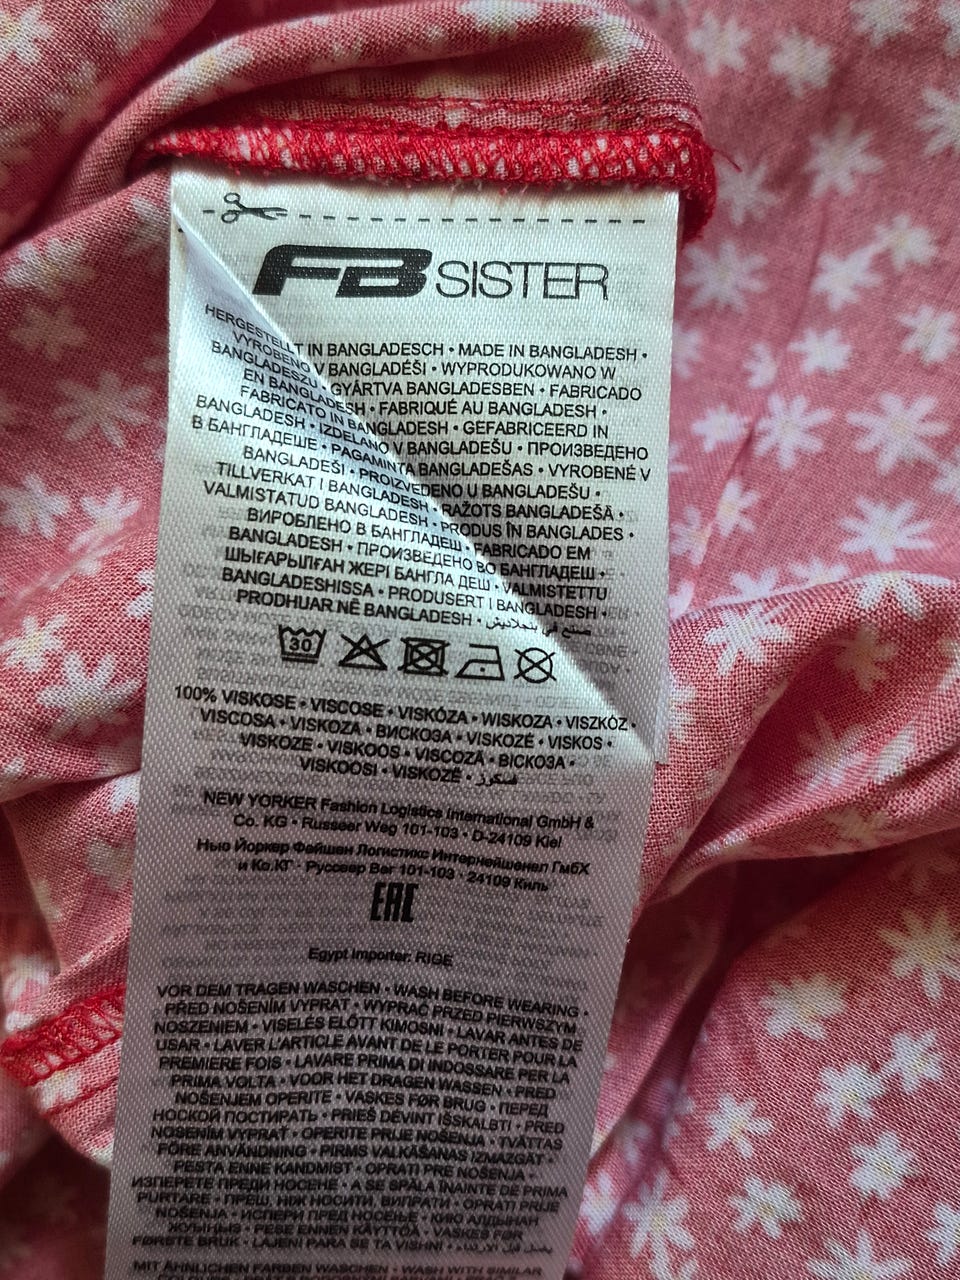 FB SISTER
HERGESTELLT IN BANGLADESCH • MADE IN BANGLADESH •
VYROBENO V BANGLADÉŠI • WYPRODUKOWANO W
BANGLADESZU • GYÁRTVA BANGLADESBEN • FABRICADO
EN BANGLADESH • FABRIQUÉ AU BANGLADESH •
FABRICATO IN BANGLADESH • GEFABRICEERD IN
BANGLADESH • IZDELANO V BANGLADEŠU • ПРОИЗВЕДЕНО
В БАНГЛАДЕШЕ • PAGAMINTA BANGLADEŠAS • VYROBENÉ V
BANGLADEŠI • PROIZVEDENO U BANGLADEŠU •
TILLVERKAT I BANGLADESH • RAŽOTS BANGLADEŠĀ •
VALMISTATUD BANGLADESH • PRODUS ÎN BANGLADES •
ВИРОБЛЕНО В БАНГЛАДЕШ • FABRICADO EM
BANGLADESH • ПРОИЗВЕДЕНО ВО БАНГЛАДЕШ •
ШЫҒАРЫЛҒАН ЖЕРІ БАНГЛА ДЕШ • VALMISTETTU
BANGLADESHISSA • PRODUSERT I BANGLADESH •
PRODHUAR NË BANGLADESH • صنع في بنجلاديش
30
100% VISKOSE • VISCOSE • VISKÓZA • WISKOZA • VISZKÓZ •
VISCOSA • VISKOZA • ВИСКОЗА • VISKOZĖ • VISKOS •
VISKOZE • VISKOOS • VISCOZĂ • ВІСКОЗА •
VISKOOSI • VISKOZË • فسكوز
NEW YORKER Fashion Logistics International GmbH &
Co. KG • Russeer Weg 101-103 • D-24109 Kiel
Нью Йоркер Фейшен Логистикс Интернейшенел ГмбХ
и Ко.КГ • Руссеер Вег 101-103 • 24109 Киль
EAC
Egypt importer: RIGE
VOR DEM TRAGEN WASCHEN • WASH BEFORE WEARING •
PŘED NOŠENÍM VYPRAT • WYPRAĆ PRZED PIERWSZYM
NOSZENIEM • VISELÉS ELŐTT KIMOSNI • LAVAR ANTES DE
USAR • LAVER L'ARTICLE AVANT DE LE PORTER POUR LA
PREMIERE FOIS • LAVARE PRIMA DI INDOSSARE PER LA
PRIMA VOLTA • VOOR HET DRAGEN WASSEN • PRED
NOŠENJEM OPERITE • VASKES FØR BRUG • ПЕРЕД
НОСКОЙ ПОСТИРАТЬ • PRIEŠ DĖVINT IŠSKALBTI • PRED
NOSENÍM VYPRAŤ • OPERITE PRIJE NOŠENJA • TVÄTTAS
FÖRE ANVÄNDNING • PIRMS VALKĀŠANAS IZMAZGĀT •
PESTA ENNE KANDMIST • OPRATI PRE NOŠENJA •
ИЗПЕРЕТЕ ПРЕДИ НОСЕНЕ • A SE SPĂLA ÎNAINTE DE PRIMA
PURTARE • ПРЕШ, НІЖ НОСИТИ, ВИПРАТИ • OPRATI PRIJE
NOŠENJA • ИСПЕРИ ПРЕД НОСЕЊЕ • КИЮ АЛДЫНАН
ЖУЫҢЫЗ • PESE ENNEN KÄYTTÖÄ • VASKES FØR
FØRSTE BRUK • LAJENI PARA SE TA VISHNI • يغسل قبل الارتداء
MIT ÄHNLICHEN FARBEN WASCHEN • WASH WITH SIMILAR